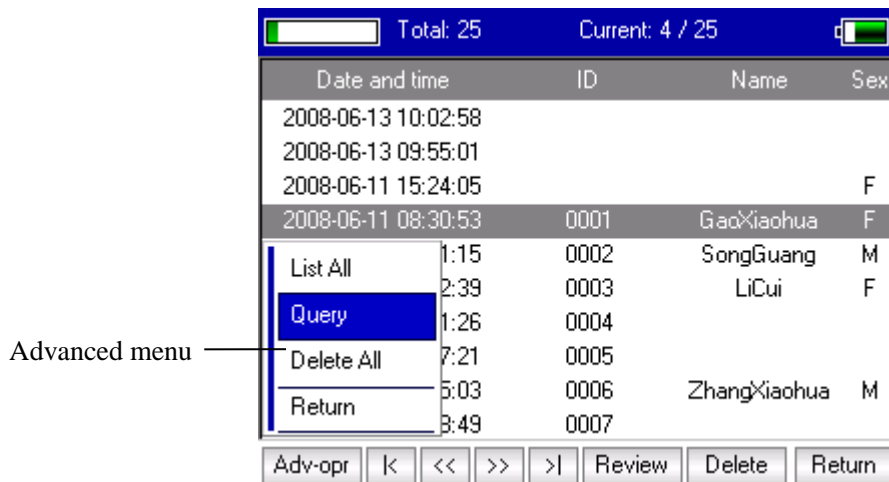 Total: 25 Current: 4 / 25
Date and time ID Name Sex
2008-06-13 10:02:58
2008-06-13 09:55:01
2008-06-11 15:24:05 F
2008-06-11 08:30:53 0001 GaoXiaohua F
1:15 0002 SongGuang M
List All
2:39 0003 LiCui F
Query
1:26 0004
Advanced menu
Delete All
7:21 0005
5:03 0006 ZhangXiaohua M
Return
3:49 0007
Adv-opr |< << >> >| Review Delete Return